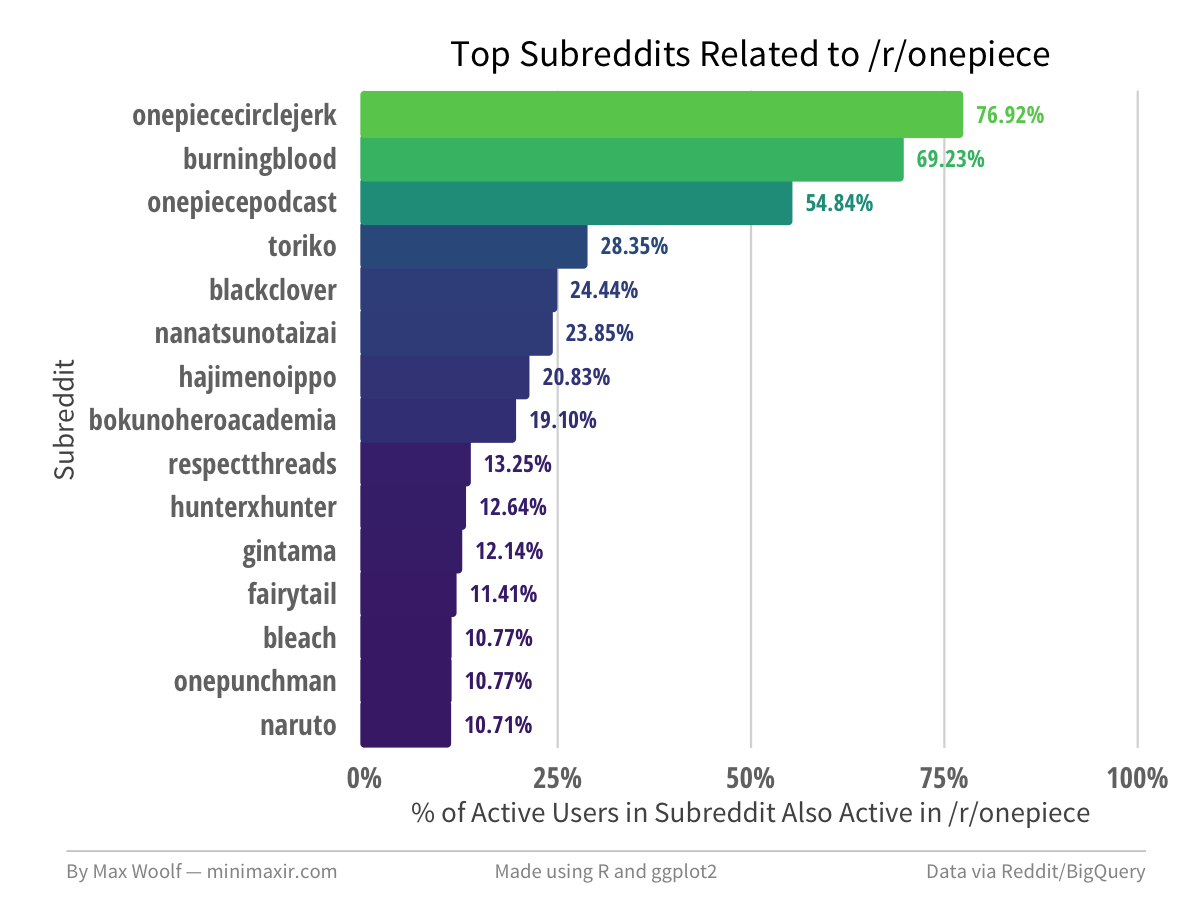 Top Subreddits Related to /r/onepiece
onepiececirclejerk 76.92%
burningblood 69.23%
onepiecepodcast 54.84%
toriko 28.35%
blackclover 24.44%
nanatsunotaizai 23.85%
hajimenoippo 20.83%
bokunoheroacademia 19.10%
respectthreads 13.25%
hunterxhunter 12.64%
gintama 12.14%
fairytail 11.41%
bleach 10.77%
onepunchman 10.77%
naruto 10.71%
Subreddit
0% 25% 50% 75% 100%
% of Active Users in Subreddit Also Active in /r/onepiece
By Max Woolf — minimaxir.com Made using R and ggplot2 Data via Reddit/BigQuery